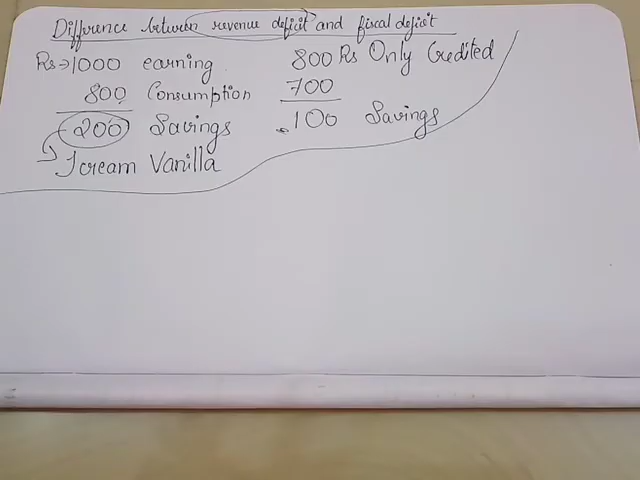 Difference between revenue deficit and fiscal deficit
Rs→1000 earning
800 Consumption
200 Savings
Icream Vanilla
800 Rs Only Credited
700
100 Savings